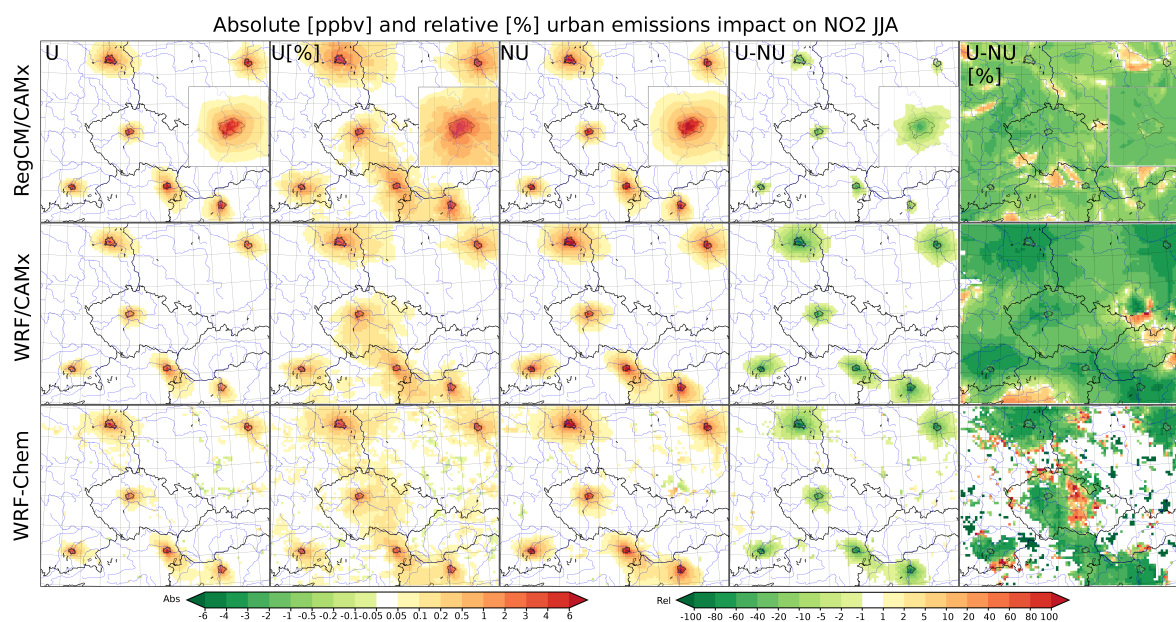 Absolute [ppbv] and relative [%] urban emissions impact on NO2 JJA
U U[%] NU U-NU U-NU
[%]
RegCM/CAMx
WRF/CAMx
WRF-Chem
Abs -6 -4 -3 -2 -1 -0.5 -0.2 -0.1 -0.05 0.05 0.1 0.2 0.5 1 2 3 4 6
Rel -100 -80 -60 -40 -20 -10 -5 -2 -1 1 2 5 10 20 40 60 80 100